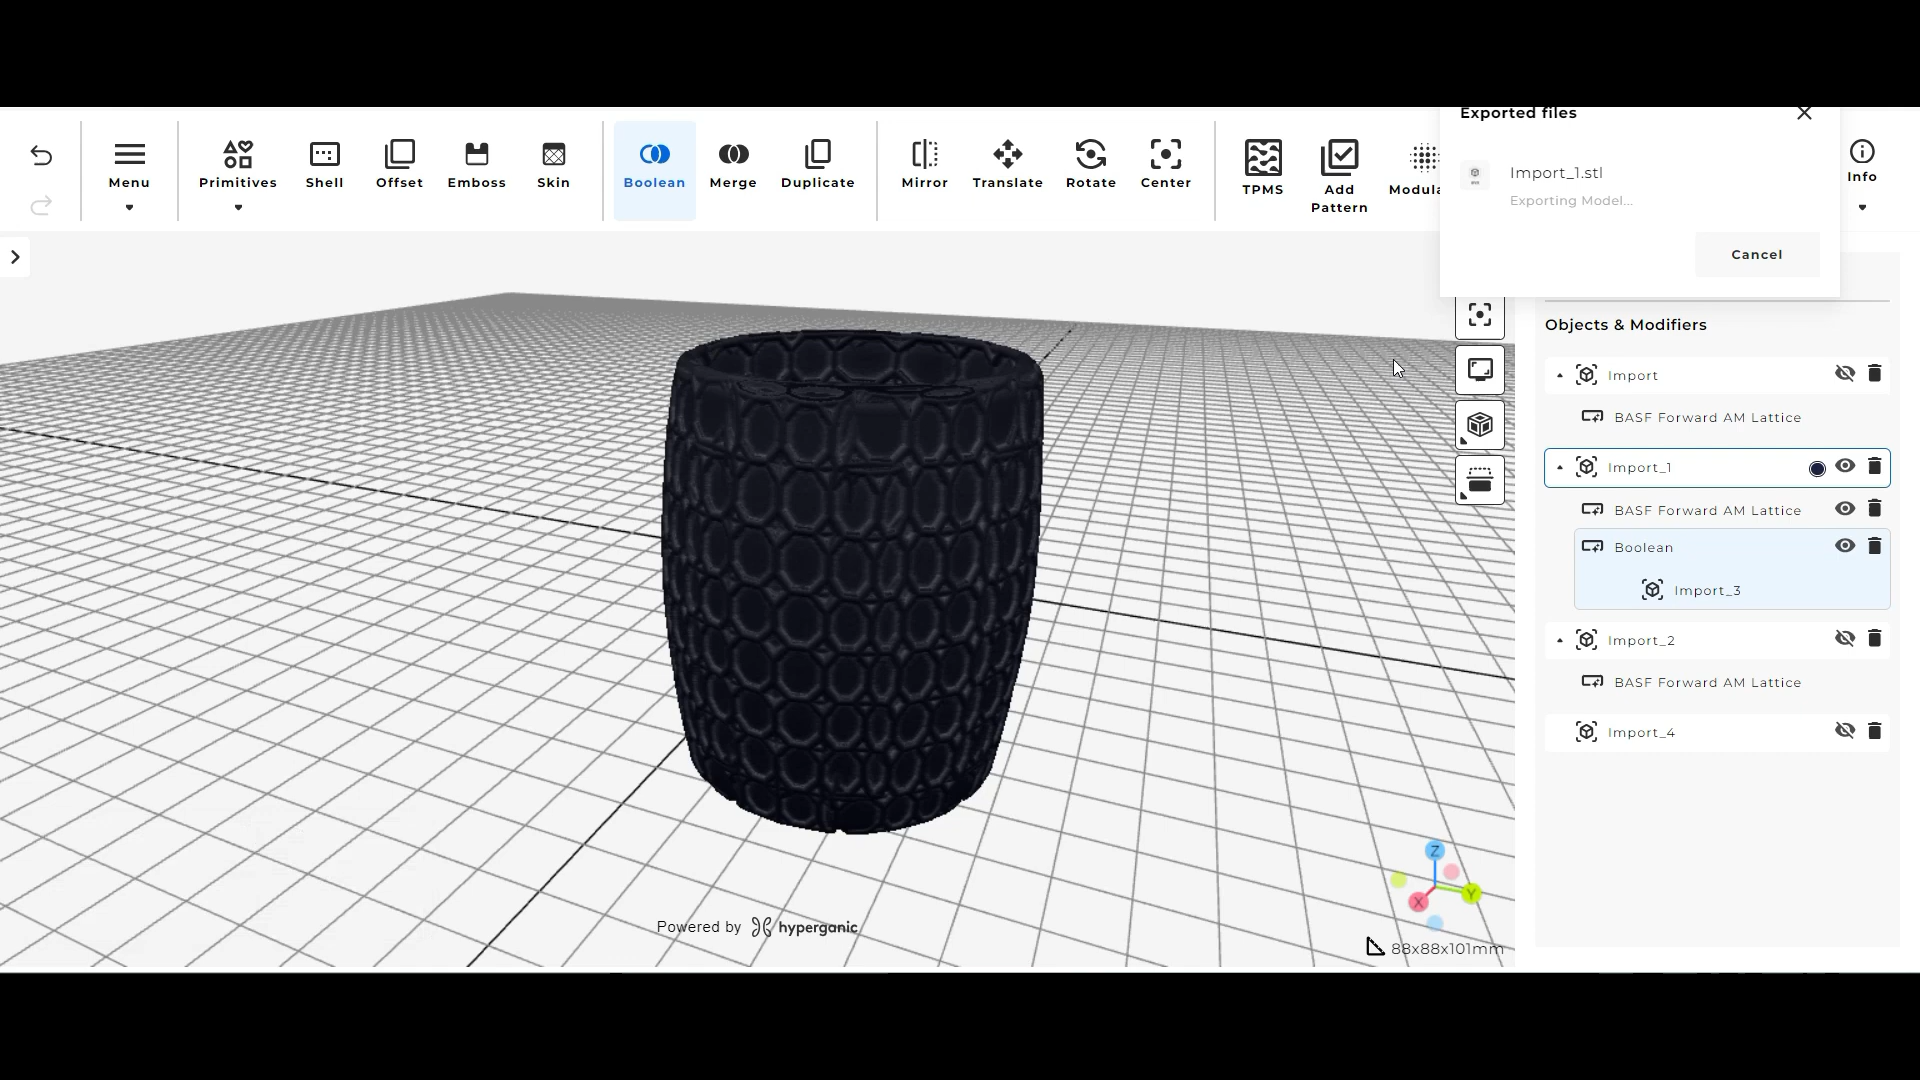 Exported files
Menu
Primitives
Shell
Offset
Emboss
Skin
Boolean
Merge
Duplicate
Mirror
Translate
Rotate
Center
TPMS
Add
Pattern
Modula
Import_1.stl
Exporting Model...
Cancel
Info
Objects & Modifiers
Import
BASF Forward AM Lattice
Import_1
BASF Forward AM Lattice
Boolean
Import_3
Import_2
BASF Forward AM Lattice
Import_4
Z
Y
X
Powered by hyperganic
88x88x101mm